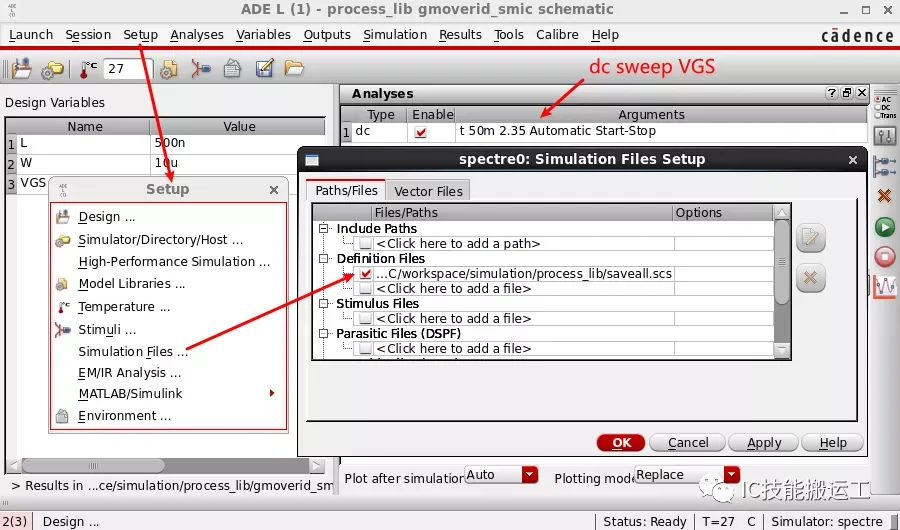 ADE L (1) - process_lib gmoverid_smic schematic
Launch Session Setup Analyses Variables Outputs Simulation Results Tools Calibre Help
cādence
27
dc sweep VGS
Design Variables
Name Value
1 L 500n
2 W 10u
3 VGS
Analyses
Type Enable Arguments
1 dc t 50m 2.35 Automatic Start-Stop
AC
DC
Trans
Setup
Design ...
Simulator/Directory/Host ...
High-Performance Simulation ...
Model Libraries ...
Temperature ...
Stimuli ...
Simulation Files ...
EM/IR Analysis ...
MATLAB/Simulink
Environment ...
spectre0: Simulation Files Setup
Paths/Files Vector Files
Files/Paths Options
Include Paths
<Click here to add a path>
Definition Files
...C/workspace/simulation/process_lib/saveall.scs
<Click here to add a file>
Stimulus Files
<Click here to add a file>
Parasitic Files (DSPF)
<Click here to add a file>
OK Cancel Apply Help
Plot after simulation Auto Plotting mode Replace
> Results in ...ce/simulation/process_lib/gmoverid_sm
IC技能搬运工
2(3) Design ... Status: Ready T=27 C Simulator: spectre